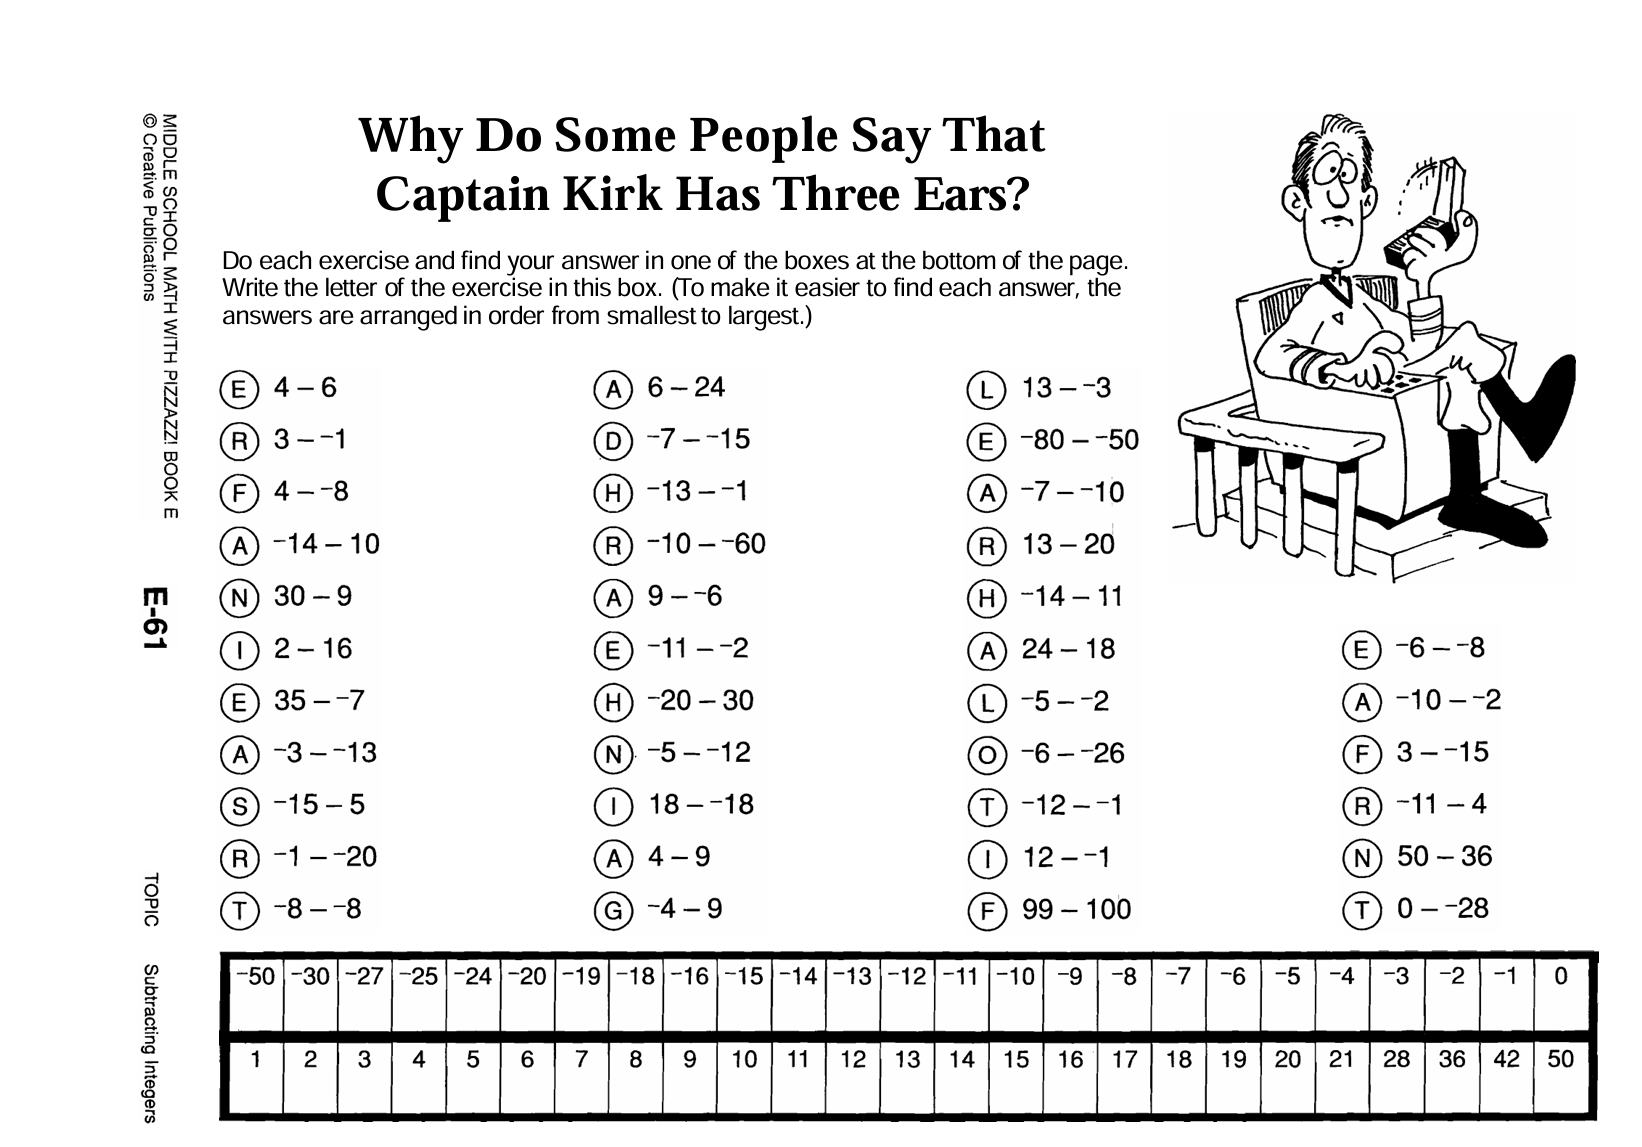 Why Do Some People Say That
Captain Kirk Has Three Ears?
Do each exercise and find your answer in one of the boxes at the bottom of the page.
Write the letter of the exercise in this box. (To make it easier to find each answer, the
answers are arranged in order from smallest to largest.)
E 4 – 6
R 3 – ⁻1
F 4 – ⁻8
A ⁻14 – 10
N 30 – 9
I 2 – 16
E 35 – ⁻7
A ⁻3 – ⁻13
S ⁻15 – 5
R ⁻1 – ⁻20
T ⁻8 – ⁻8
A 6 – 24
D ⁻7 – ⁻15
H ⁻13 – ⁻1
R ⁻10 – ⁻60
A 9 – ⁻6
E ⁻11 – ⁻2
H ⁻20 – 30
N ⁻5 – ⁻12
I 18 – ⁻18
A 4 – 9
G ⁻4 – 9
L 13 – ⁻3
E ⁻80 – ⁻50
A ⁻7 – ⁻10
R 13 – 20
H ⁻14 – 11
A 24 – 18
L ⁻5 – ⁻2
O ⁻6 – ⁻26
T ⁻12 – ⁻1
I 12 – ⁻1
F 99 – 100
E ⁻6 – ⁻8
A ⁻10 – ⁻2
F 3 – ⁻15
R ⁻11 – 4
N 50 – 36
T 0 – ⁻28
⁻50 ⁻30 ⁻27 ⁻25 ⁻24 ⁻20 ⁻19 ⁻18 ⁻16 ⁻15 ⁻14 ⁻13 ⁻12 ⁻11 ⁻10 ⁻9 ⁻8 ⁻7 ⁻6 ⁻5 ⁻4 ⁻3 ⁻2 ⁻1 0
1 2 3 4 5 6 7 8 9 10 11 12 13 14 15 16 17 18 19 20 21 28 36 42 50
MIDDLE SCHOOL MATH WITH PIZZAZZ! BOOK E
© Creative Publications
E-61
TOPIC Subtracting Integers